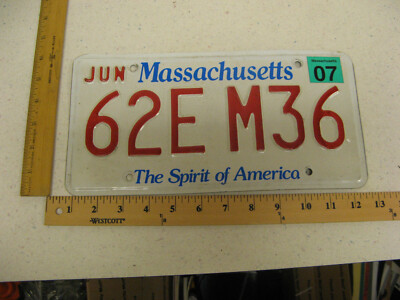 JUN Massachusetts
Massachusetts
07
62E M36
The Spirit of America
1 2 3 4 5 6 7 8 9 10 11 12 13
WESTCOTT